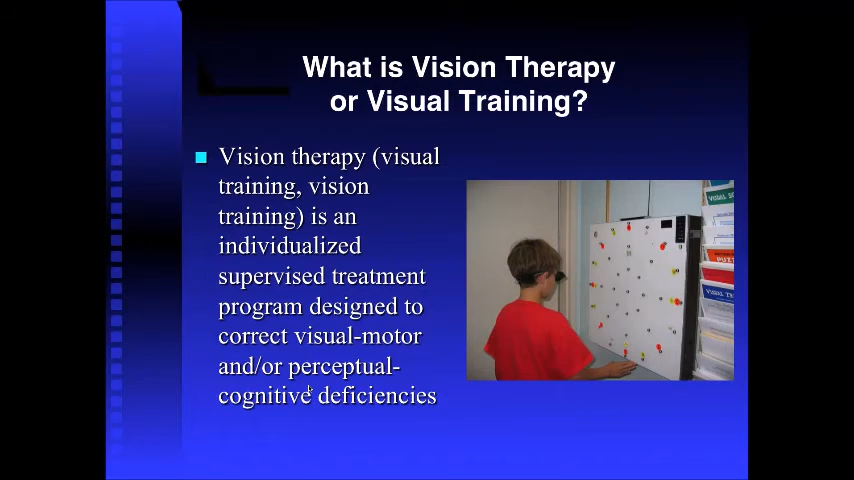 What is Vision Therapy
or Visual Training?
Vision therapy (visual
training, vision
training) is an
individualized
supervised treatment
program designed to
correct visual-motor
and/or perceptual-
cognitive deficiencies